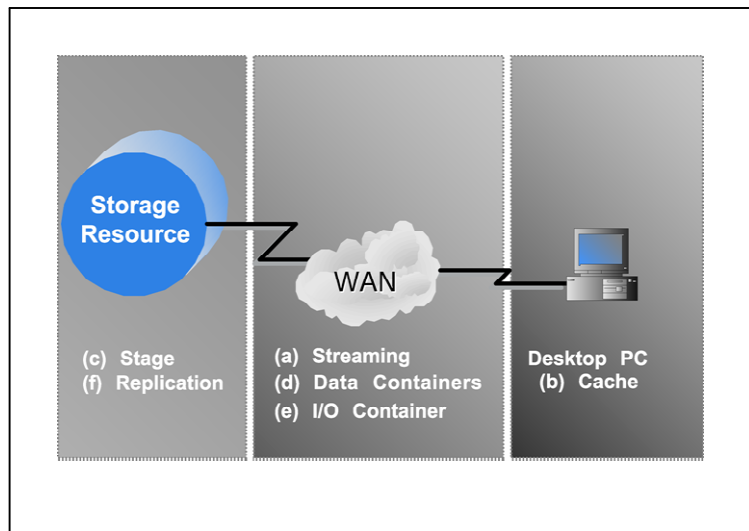 Storage
Resource
WAN
(c) Stage
(f) Replication
(a) Streaming
(d) Data Containers
(e) I/O Container
Desktop PC
(b) Cache